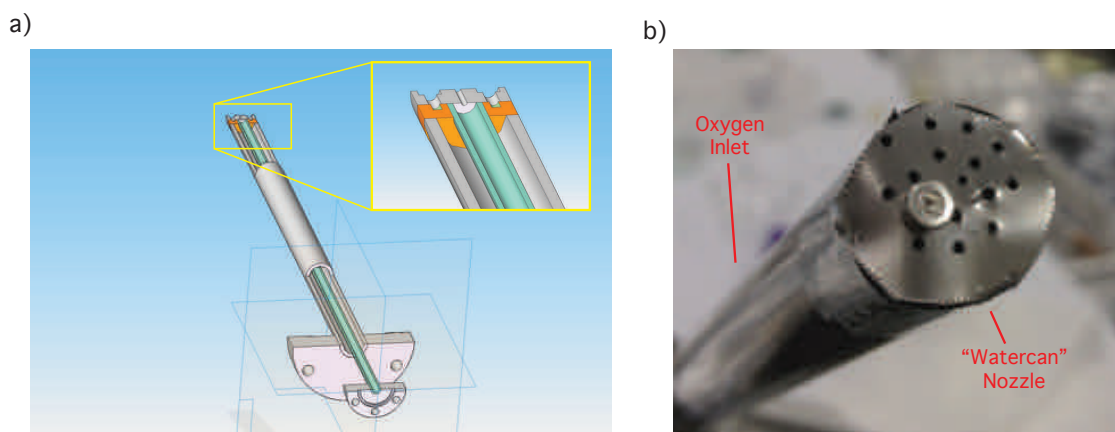 a)
b)
Oxygen
Inlet
“Watercan”
Nozzle